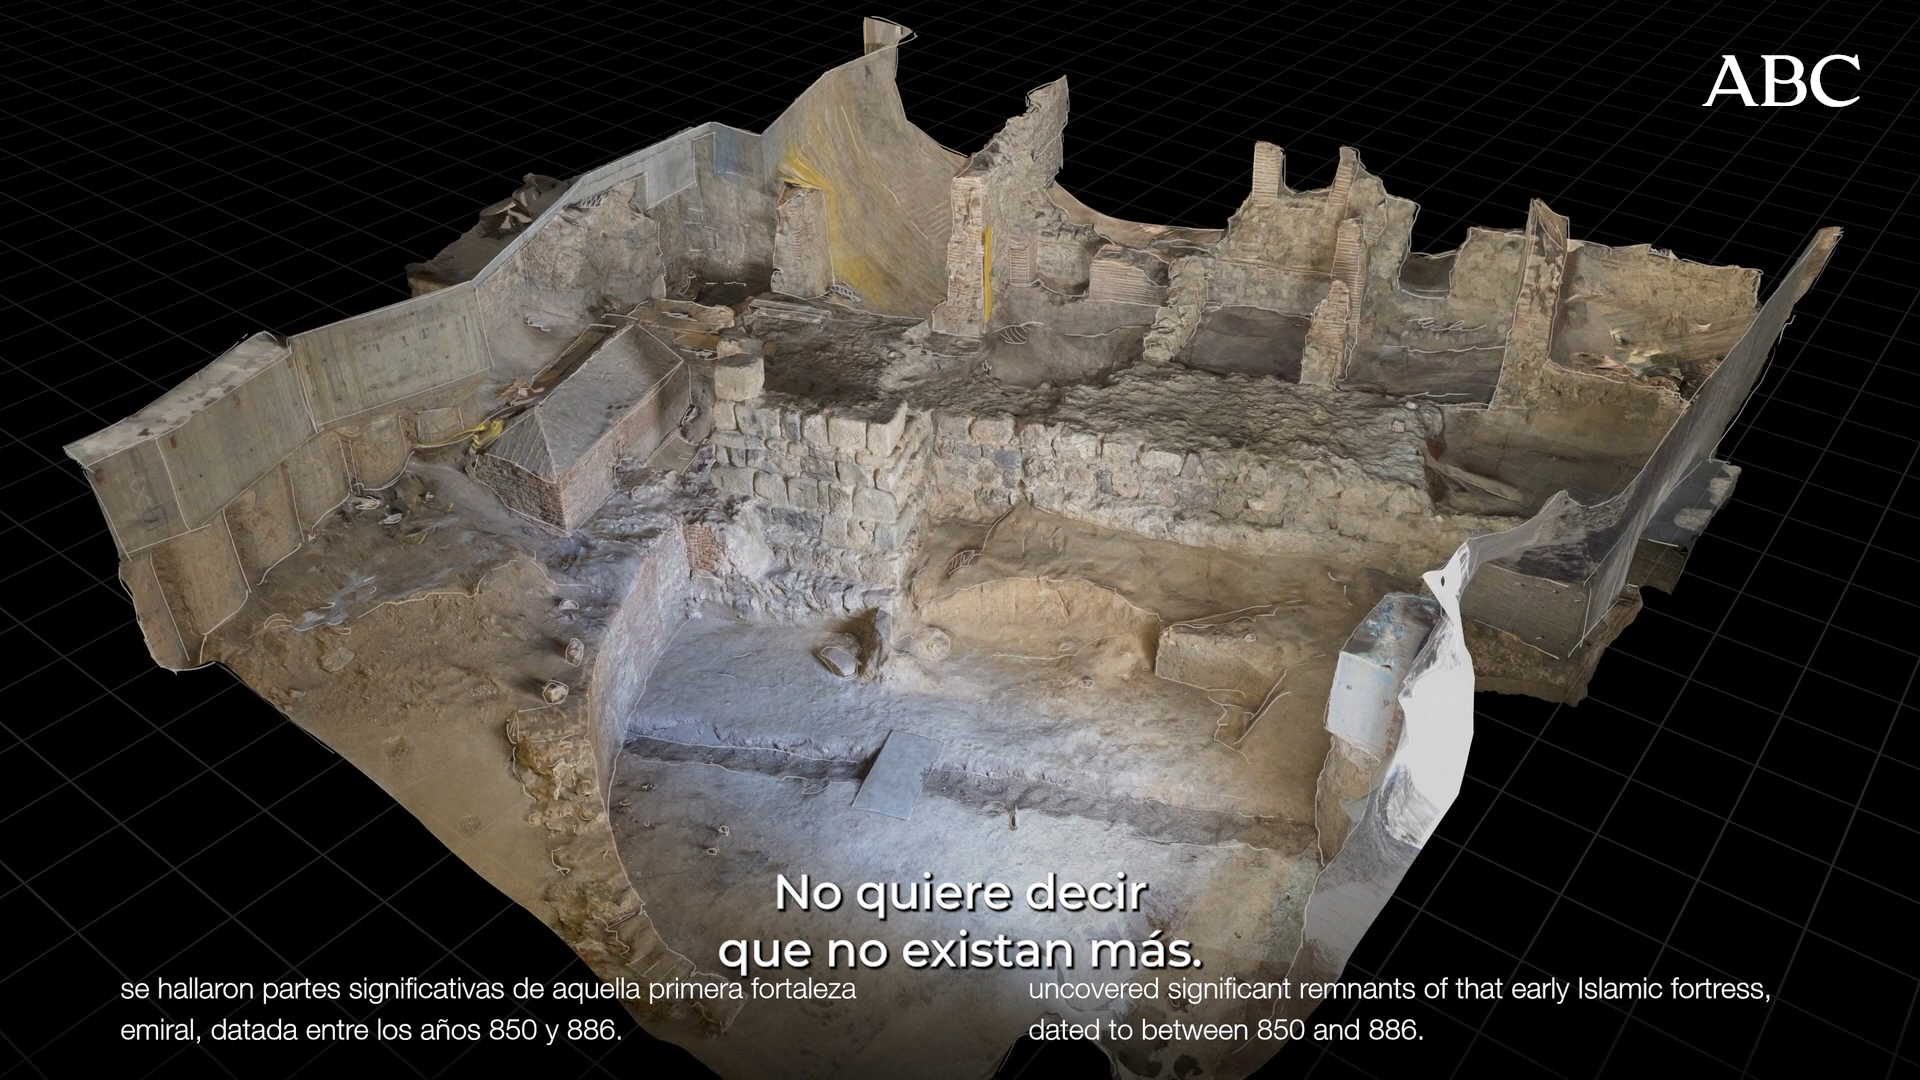 ABC
No quiere decir
que no existan más.
se hallaron partes significativas de aquella primera fortaleza
emiral, datada entre los años 850 y 886.
uncovered significant remnants of that early Islamic fortress,
dated to between 850 and 886.